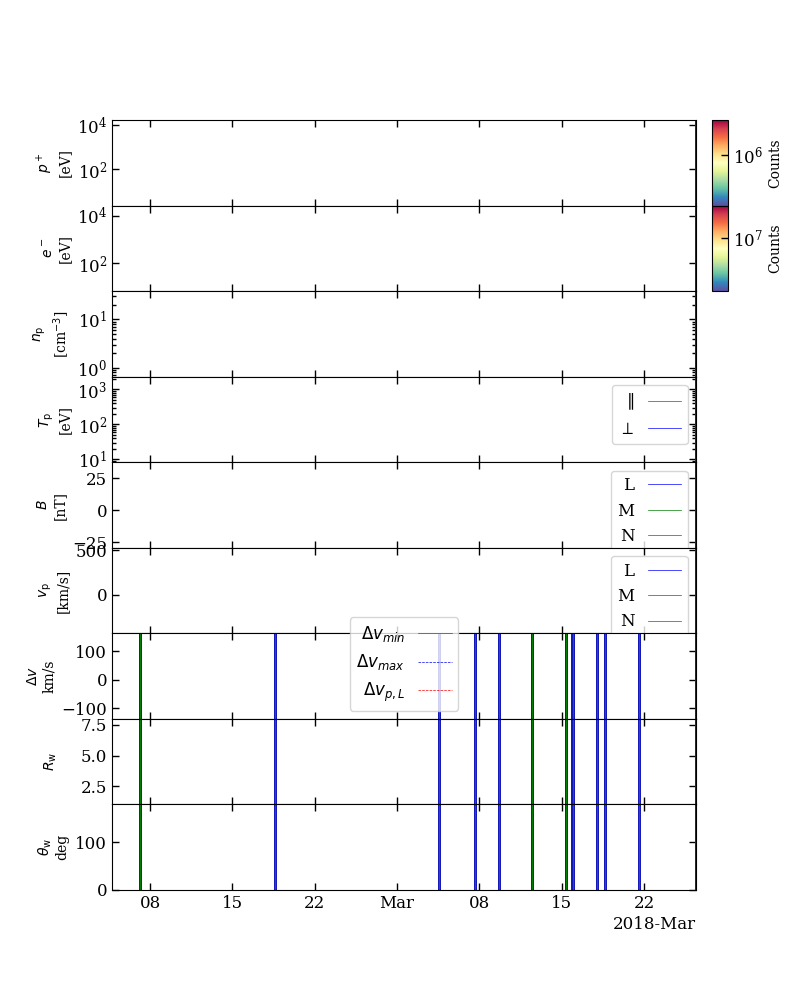 10⁴
10²
p⁺
[eV]
10⁶
Counts
10⁴
10²
e⁻
[eV]
10⁷
Counts
10¹
10⁰
nₚ
[cm⁻³]
10³
10²
10¹
Tₚ
[eV]
∥
⊥
25
0
−25
B
[nT]
L
M
N
500
0
vₚ
[km/s]
L
M
N
100
0
−100
Δv
km/s
Δv_min
Δv_max
Δv_p,L
7.5
5.0
2.5
R_w
100
0
θ_w
deg
08 15 22 Mar 08 15 22
2018-Mar